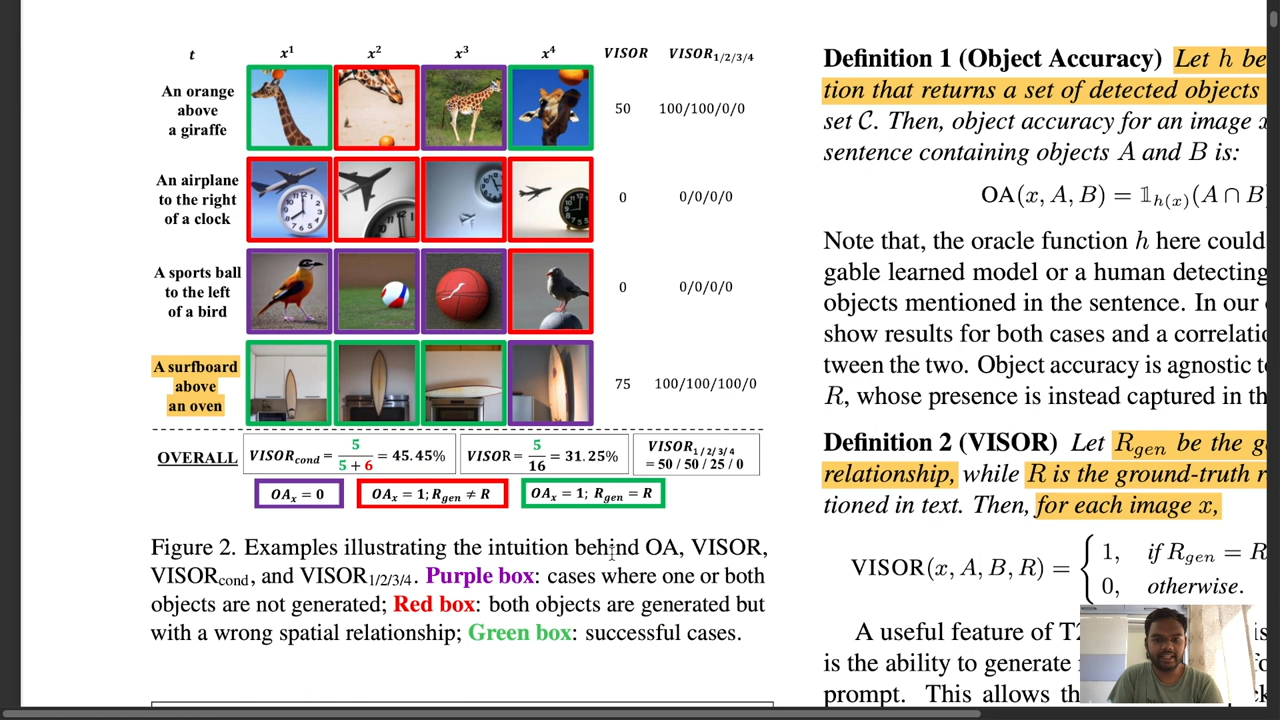 t x¹ x² x³ x⁴ VISOR VISOR₁/₂/₃/₄
An orange
above
a giraffe
50 100/100/0/0
An airplane
to the right
of a clock
0 0/0/0/0
A sports ball
to the left
of a bird
0 0/0/0/0
A surfboard
above
an oven
75 100/100/100/0
OVERALL
VISOR_cond = 5 / (5 + 6) = 45.45%
VISOR = 5 / 16 = 31.25%
VISOR₁/₂/₃/₄
= 50 / 50 / 25 / 0
OAₓ = 0
OAₓ = 1; R_gen ≠ R
OAₓ = 1; R_gen = R
Figure 2. Examples illustrating the intuition behind OA, VISOR,
VISOR_cond, and VISOR₁/₂/₃/₄. Purple box: cases where one or both
objects are not generated; Red box: both objects are generated but
with a wrong spatial relationship; Green box: successful cases.
Definition 1 (Object Accuracy) Let h be
tion that returns a set of detected objects
set C. Then, object accuracy for an image x
sentence containing objects A and B is:
OA(x, A, B) = 𝟙_h(x)(A ∩ B
Note that, the oracle function h here could
gable learned model or a human detecting
objects mentioned in the sentence. In our
show results for both cases and a correlatio
tween the two. Object accuracy is agnostic t
R, whose presence is instead captured in th
Definition 2 (VISOR) Let R_gen be the g
relationship, while R is the ground-truth r
tioned in text. Then, for each image x,
VISOR(x, A, B, R) = { 1, if R_gen = R
0, otherwise.
A useful feature of T2
is the ability to generate
prompt. This allows th